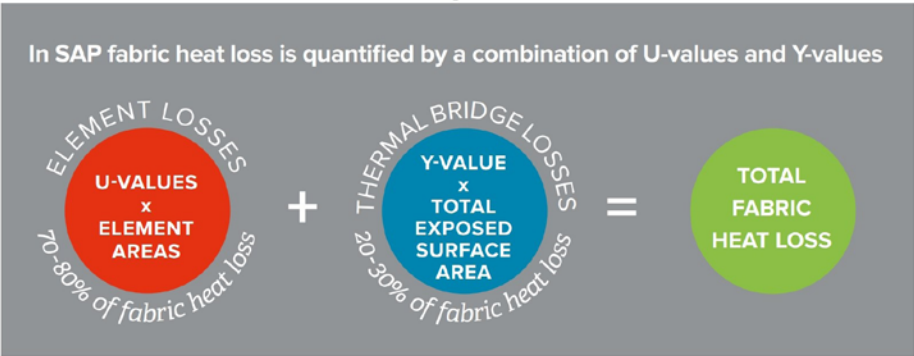 In SAP fabric heat loss is quantified by a combination of U-values and Y-values
ELEMENT LOSSES
U-VALUES
x
ELEMENT
AREAS
70-80% of fabric heat loss
+
THERMAL BRIDGE LOSSES
Y-VALUE
x
TOTAL
EXPOSED
SURFACE
AREA
20-30% of fabric heat loss
=
TOTAL
FABRIC
HEAT LOSS